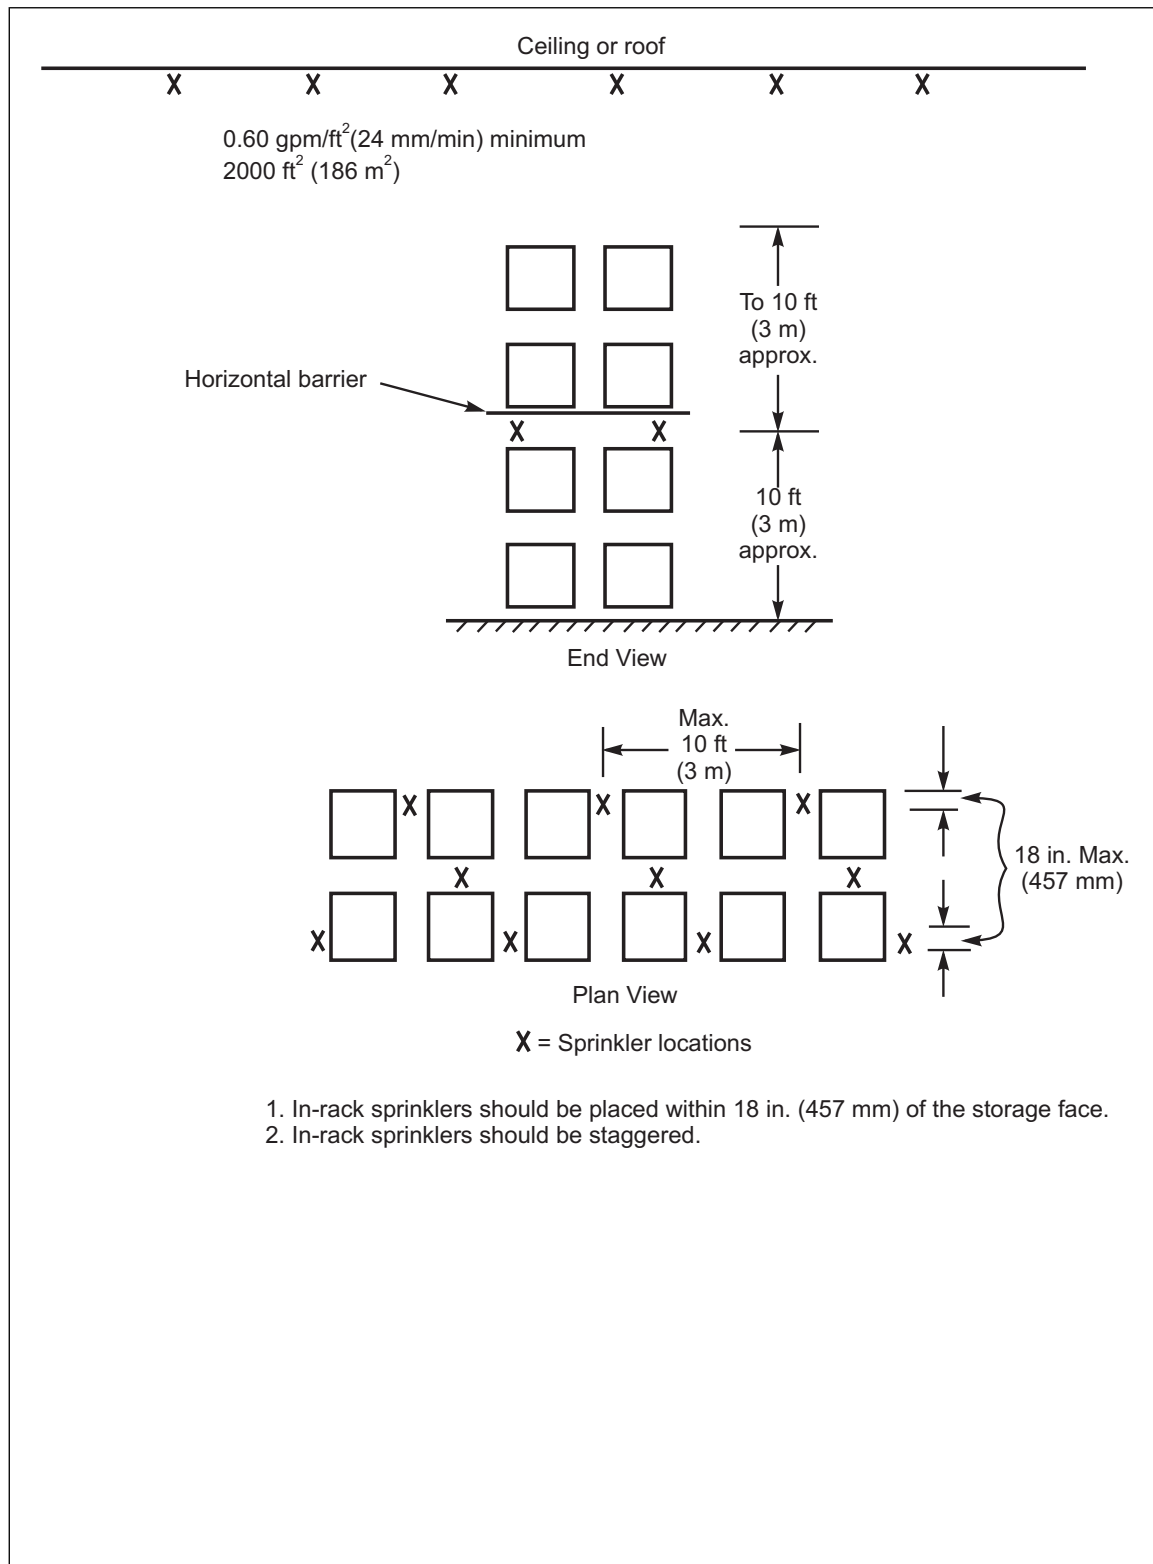 Ceiling or roof
X X X X X X
0.60 gpm/ft²(24 mm/min) minimum
2000 ft² (186 m²)
To 10 ft
(3 m)
approx.
Horizontal barrier
X X
10 ft
(3 m)
approx.
End View
Max.
10 ft
(3 m)
X X X
18 in. Max.
(457 mm)
X X X
X X X X
Plan View
X = Sprinkler locations
1. In-rack sprinklers should be placed within 18 in. (457 mm) of the storage face.
2. In-rack sprinklers should be staggered.